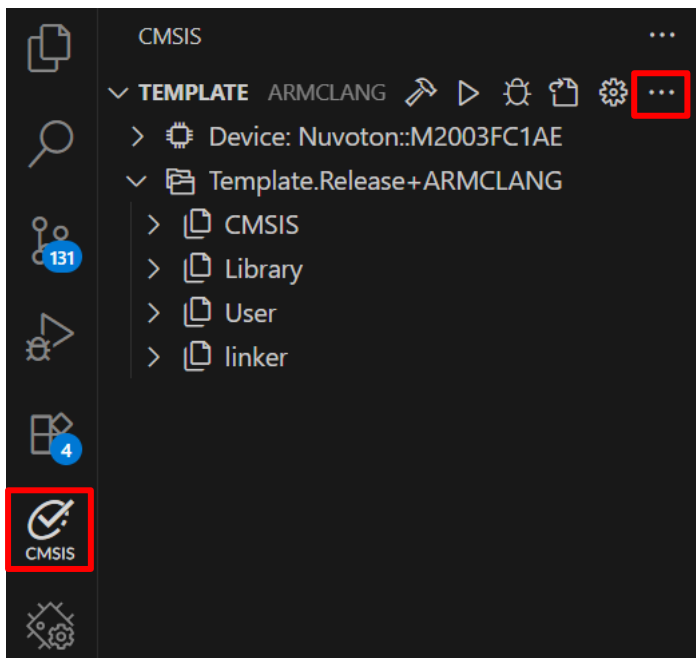 CMSIS
TEMPLATE ARMCLANG
Device: Nuvoton::M2003FC1AE
Template.Release+ARMCLANG
CMSIS
Library
User
linker
131
4
CMSIS